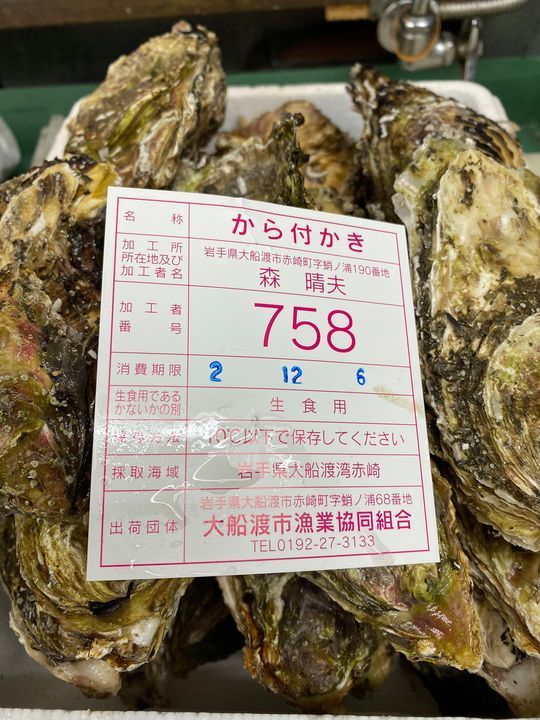 名称 から付かき
加工所
所在地及び
加工者名
岩手県大船渡市赤崎町字蛸ノ浦190番地
森 晴夫
加工者
番号
758
消費期限 2 12 6
生食用である
かないかの別
生食用
保存方法 10℃以下で保存してください
採取海域 岩手県大船渡湾赤崎
出荷団体
岩手県大船渡市赤崎町字蛸ノ浦68番地
大船渡市漁業協同組合
TEL0192-27-3133